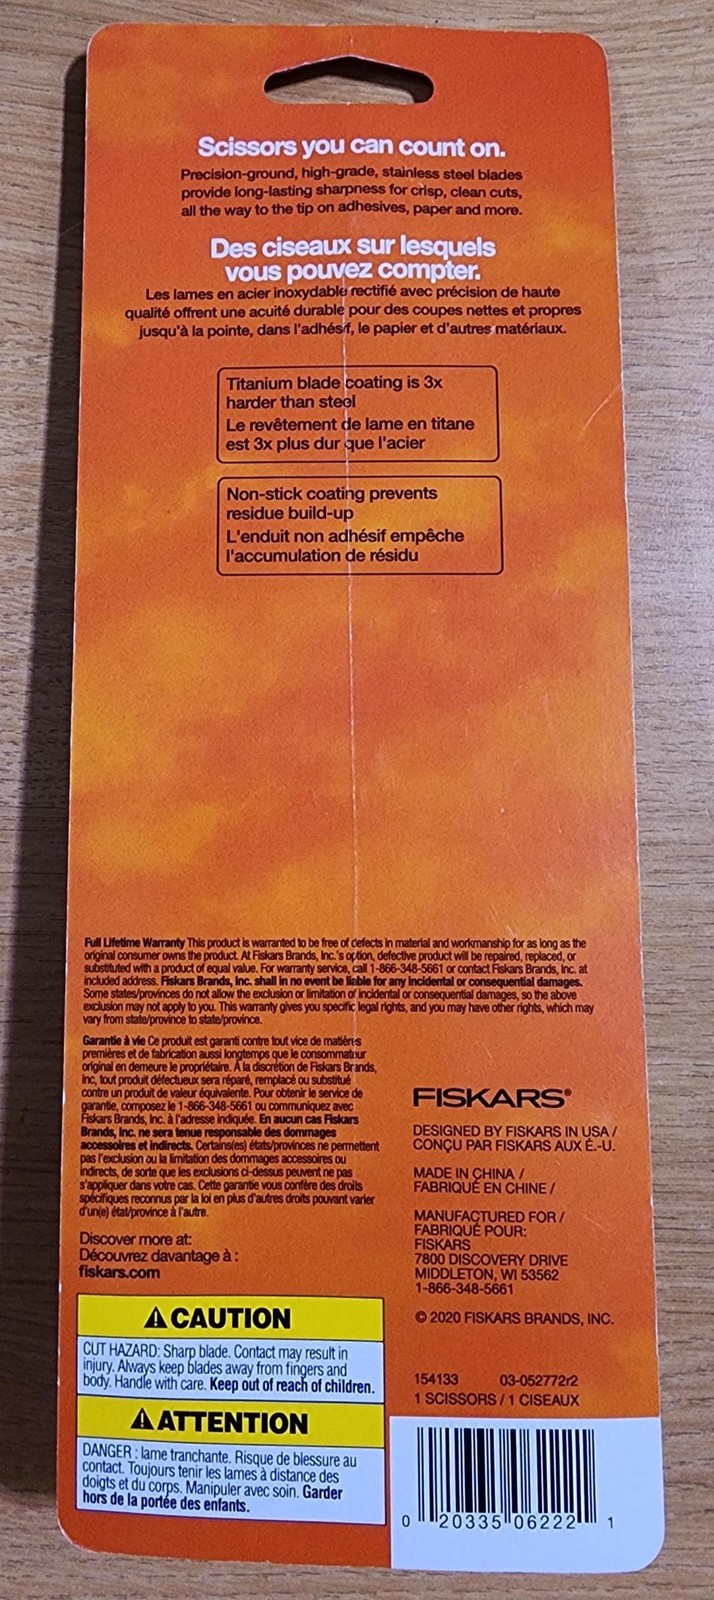 Scissors you can count on.
Precision-ground, high-grade, stainless steel blades
provide long-lasting sharpness for crisp, clean cuts,
all the way to the tip on adhesives, paper and more.
Des ciseaux sur lesquels
vous pouvez compter.
Les lames en acier inoxydable rectifié avec précision de haute
qualité offrent une acuité durable pour des coupes nettes et propres
jusqu'à la pointe, dans l'adhésif, le papier et d'autres matériaux.
Titanium blade coating is 3x
harder than steel
Le revêtement de lame en titane
est 3x plus dur que l'acier
Non-stick coating prevents
residue build-up
L'enduit non adhésif empêche
l'accumulation de résidu
Full Lifetime Warranty This product is warranted to be free of defects in material and workmanship for as long as the
original consumer owns the product. At Fiskars Brands, Inc.'s option, defective product will be repaired, replaced, or
substituted with a product of equal value. For warranty service, call 1-866-348-5661 or contact Fiskars Brands, Inc. at
included address. Fiskars Brands, Inc. shall in no event be liable for any incidental or consequential damages.
Some states/provinces do not allow the exclusion or limitation of incidental or consequential damages, so the above
exclusion may not apply to you. This warranty gives you specific legal rights, and you may have other rights, which may
vary from state/province to state/province.
Garantie à vie Ce produit est garanti contre tout vice de matières
premières et de fabrication aussi longtemps que le consommateur
original en demeure le propriétaire. À la discrétion de Fiskars Brands,
Inc, tout produit défectueux sera réparé, remplacé ou substitué
contre un produit de valeur équivalente. Pour obtenir le service de
garantie, composez le 1-866-348-5661 ou communiquez avec
Fiskars Brands, Inc. à l'adresse indiquée. En aucun cas Fiskars
Brands, Inc. ne sera tenue responsable des dommages
accessoires et indirects. Certains(es) états/provinces ne permettent
pas l'exclusion ou la limitation des dommages accessoires ou
indirects, de sorte que les exclusions ci-dessus peuvent ne pas
s'appliquer dans votre cas. Cette garantie vous confère des droits
spécifiques reconnus par la loi en plus d'autres droits pouvant varier
d'un(e) état/province à l'autre.
Discover more at:
Découvrez davantage à :
fiskars.com
CAUTION
CUT HAZARD: Sharp blade. Contact may result in
injury. Always keep blades away from fingers and
body. Handle with care. Keep out of reach of children.
ATTENTION
DANGER : lame tranchante. Risque de blessure au
contact. Toujours tenir les lames à distance des
doigts et du corps. Manipuler avec soin. Garder
hors de la portée des enfants.
FISKARS®
DESIGNED BY FISKARS IN USA /
CONÇU PAR FISKARS AUX É.-U.
MADE IN CHINA /
FABRIQUÉ EN CHINE /
MANUFACTURED FOR /
FABRIQUÉ POUR:
FISKARS
7800 DISCOVERY DRIVE
MIDDLETON, WI 53562
1-866-348-5661
© 2020 FISKARS BRANDS, INC.
154133 03-052772r2
1 SCISSORS / 1 CISEAUX
0 20335 06222 1